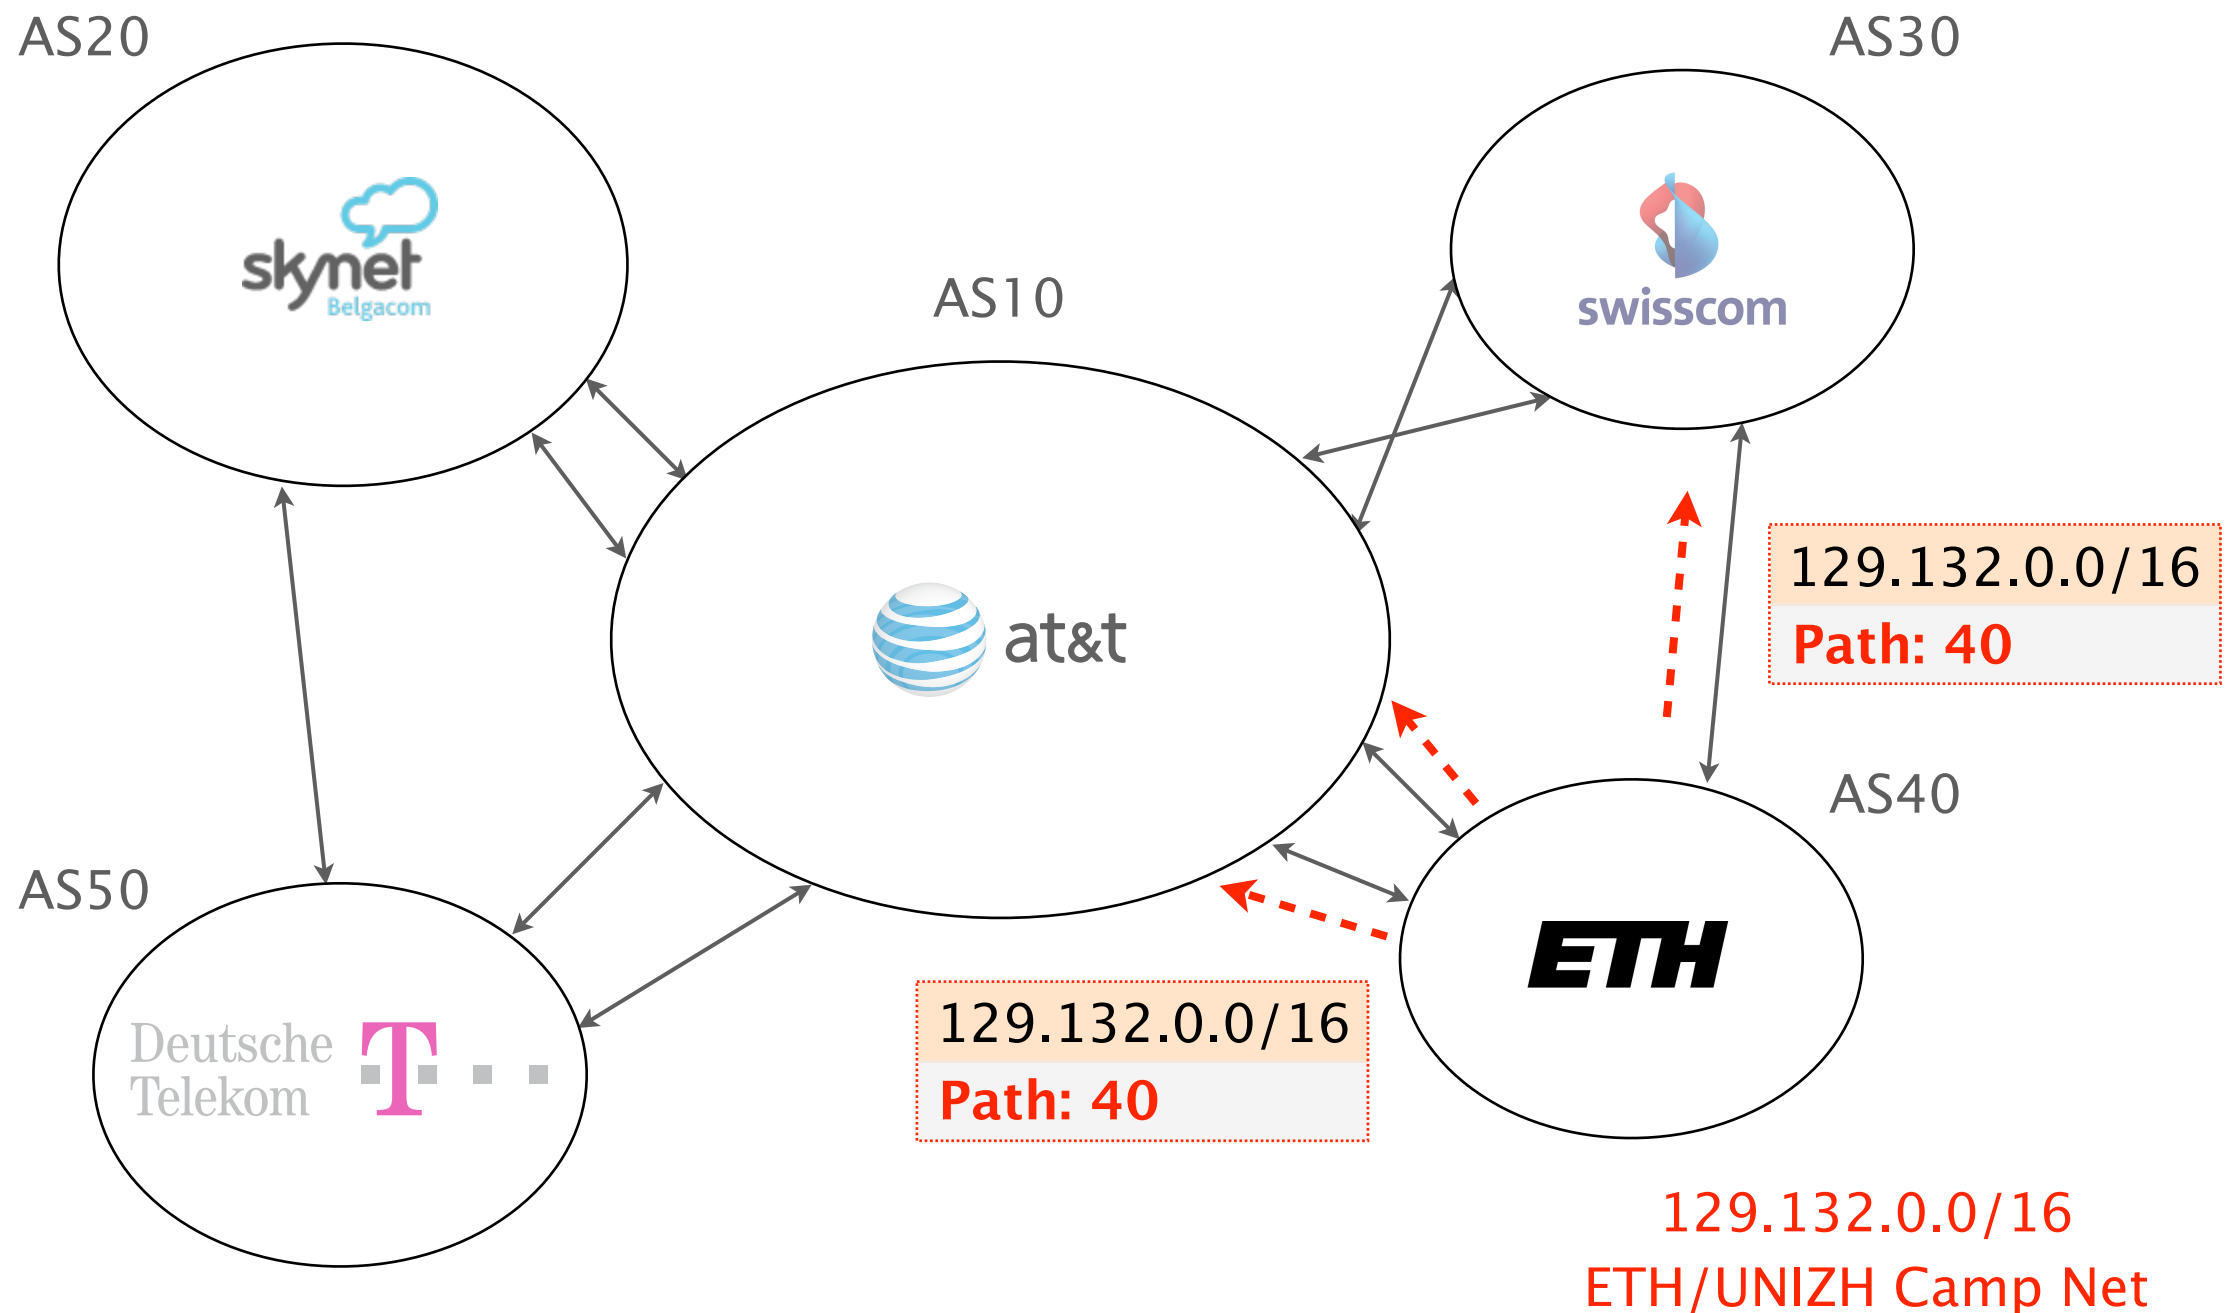 AS20
AS30
skynet
Belgacom
swisscom
AS10
at&t
129.132.0.0/16
Path: 40
AS40
AS50
ETH
Deutsche
Telekom
T
129.132.0.0/16
Path: 40
129.132.0.0/16
ETH/UNIZH Camp Net